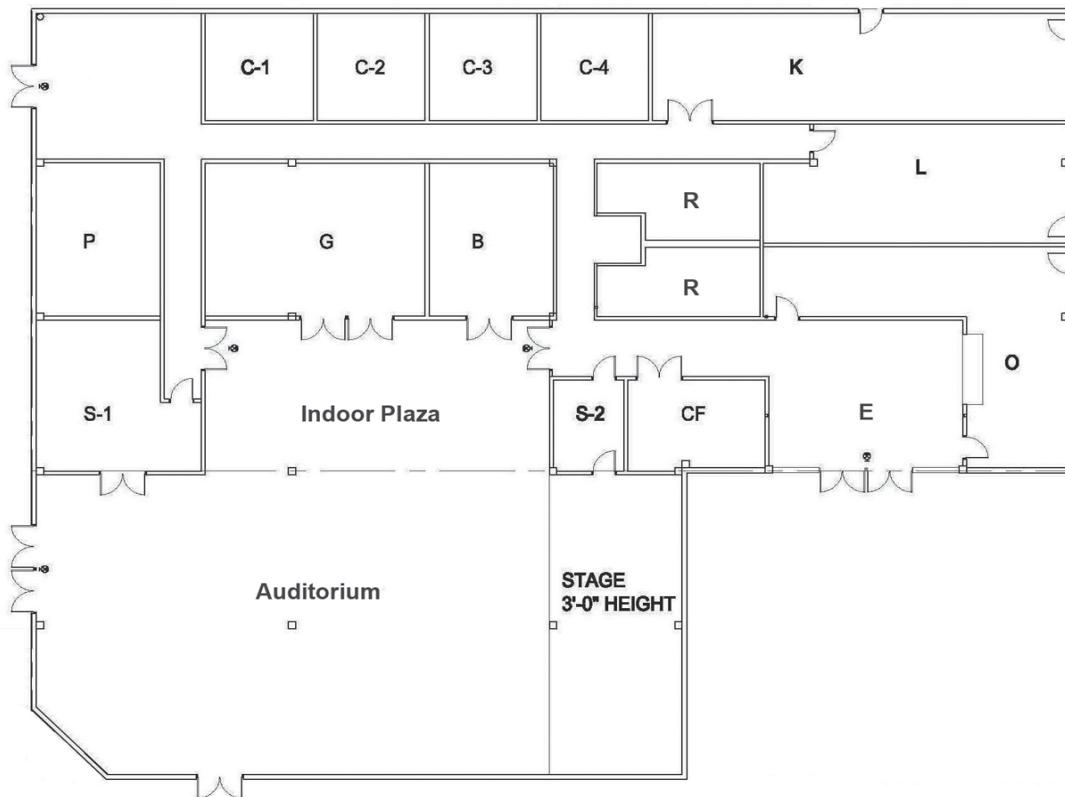 C-1
C-2
C-3
C-4
K
L
P
G
B
R
R
O
S-1
Indoor Plaza
S-2
CF
E
Auditorium
STAGE
3'-0" HEIGHT